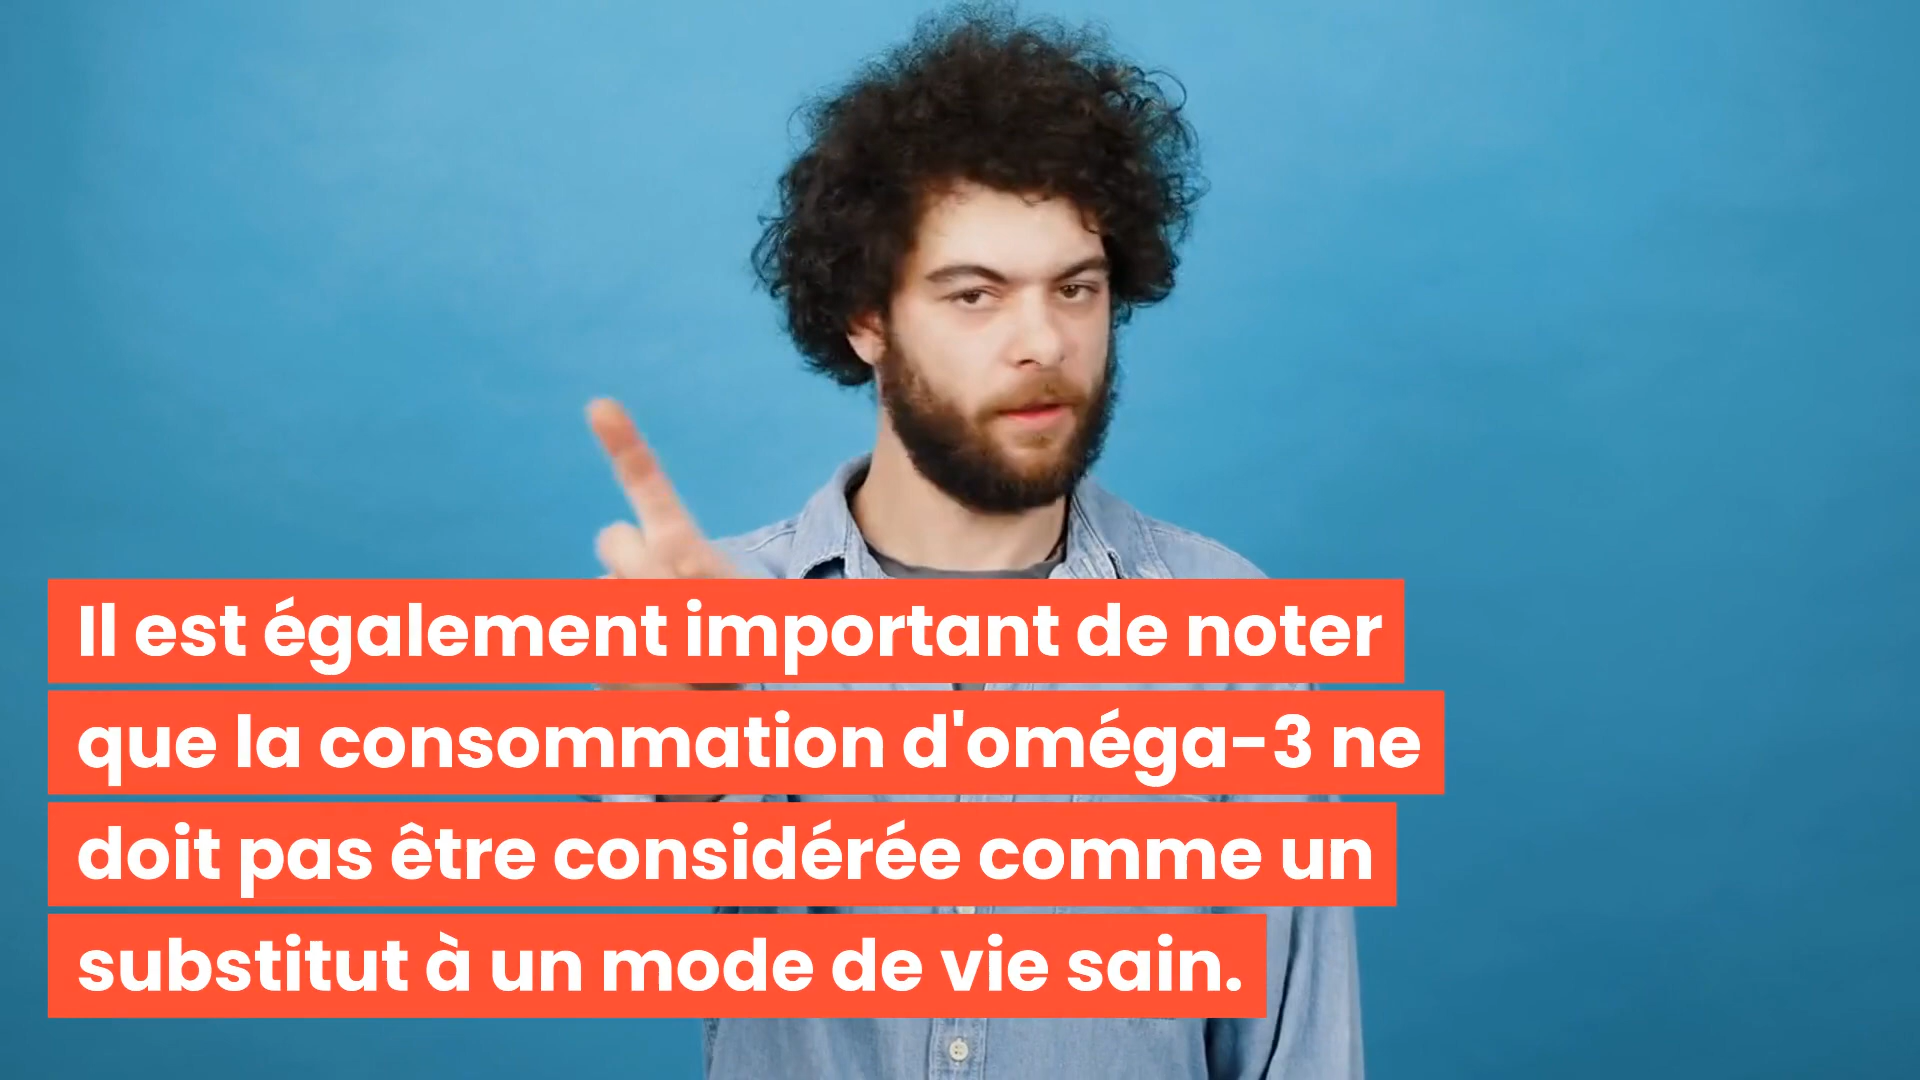 Il est également important de noter
que la consommation d'oméga-3 ne
doit pas être considérée comme un
substitut à un mode de vie sain.